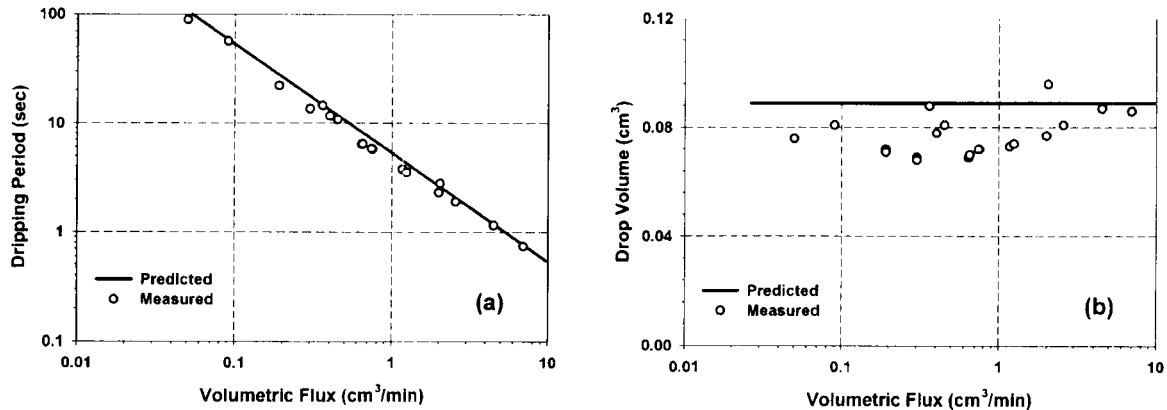 100
10
1
0.1
Dripping Period (sec)
Predicted
Measured
(a)
0.01
0.1
1
10
Volumetric Flux (cm³/min)
0.12
0.08
0.04
0.00
Drop Volume (cm³)
Predicted
Measured
(b)
0.01
0.1
1
10
Volumetric Flux (cm³/min)